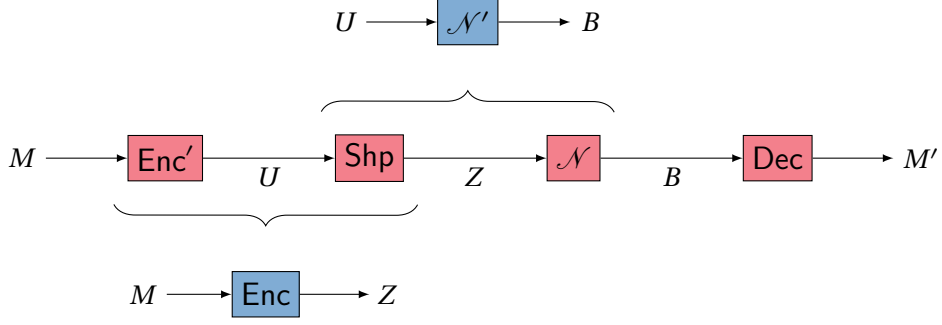 U 𝒩′ B
M Enc′ U Shp Z 𝒩 B Dec M′
M Enc Z